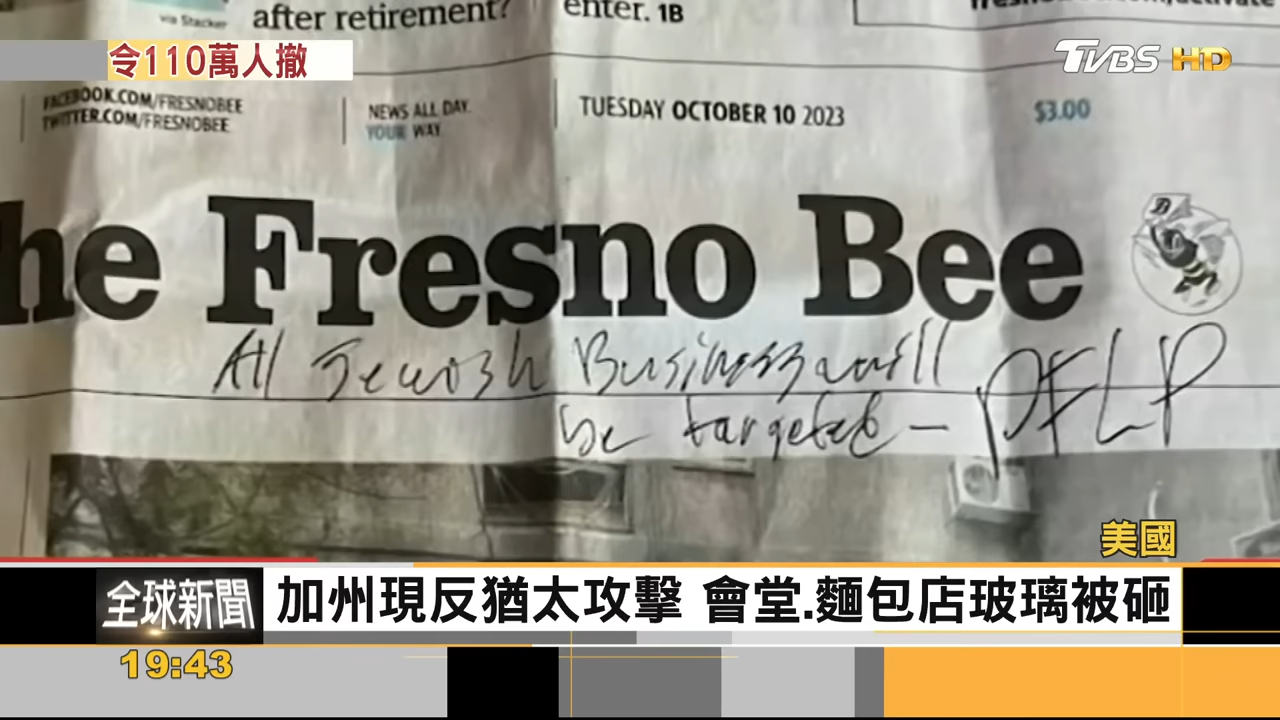 via Stacker
after retirement?
enter. 1B
令110萬人撤
TVBS HD
FACEBOOK.COM/FRESNOBEE
TWITTER.COM/FRESNOBEE
NEWS ALL DAY.
YOUR WAY.
TUESDAY OCTOBER 10 2023
$3.00
he Fresno Bee
All Jewish Business will
be targeted - PFLP
美國
全球新聞
加州現反猶太攻擊 會堂.麵包店玻璃被砸
19:43